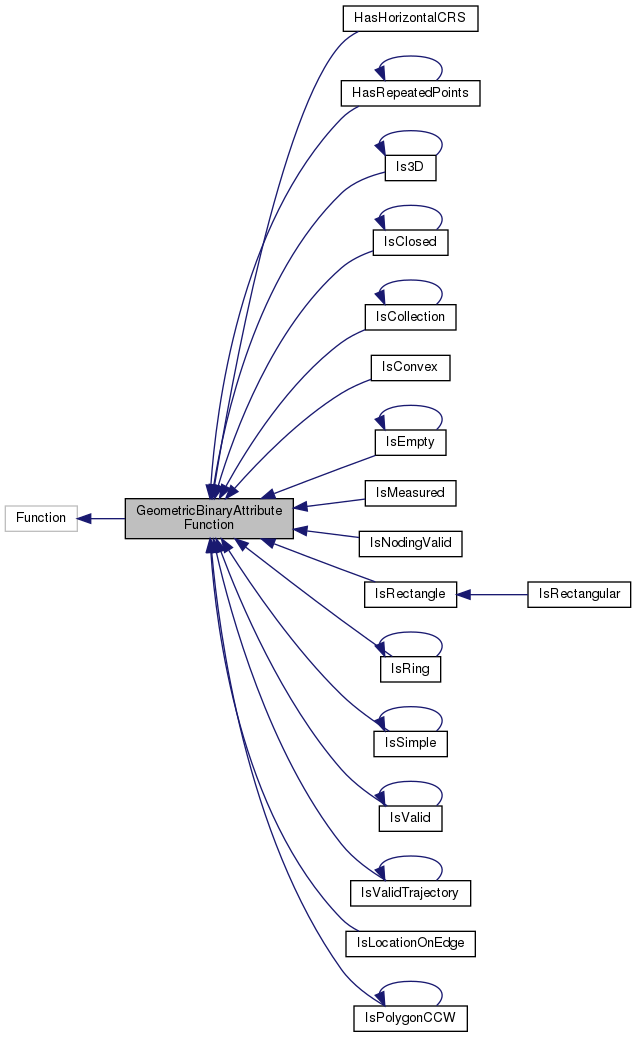 HasHorizontalCRS
HasRepeatedPoints
Is3D
IsClosed
IsCollection
IsConvex
IsEmpty
IsMeasured
Function
GeometricBinaryAttribute
Function
IsNodingValid
IsRectangle
IsRectangular
IsRing
IsSimple
IsValid
IsValidTrajectory
IsLocationOnEdge
IsPolygonCCW